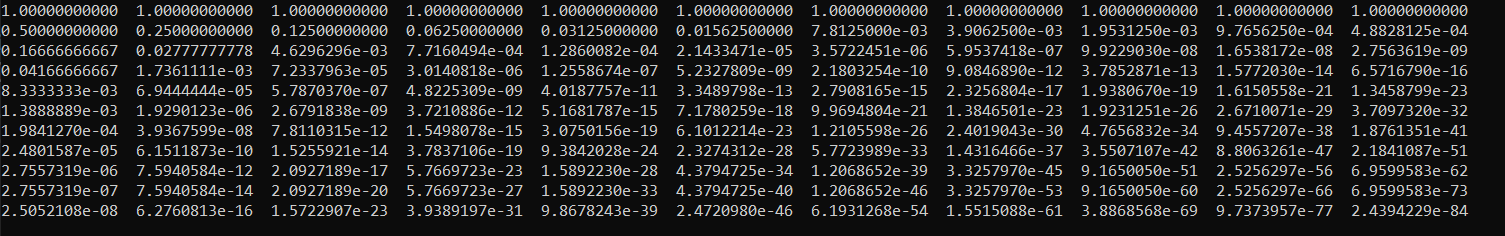 1.00000000000 1.00000000000 1.00000000000 1.00000000000 1.00000000000 1.00000000000 1.00000000000 1.00000000000 1.00000000000 1.00000000000 1.00000000000
0.50000000000 0.25000000000 0.12500000000 0.06250000000 0.03125000000 0.01562500000 7.8125000e-03 3.9062500e-03 1.9531250e-03 9.7656250e-04 4.8828125e-04
0.16666666667 0.02777777778 4.6296296e-03 7.7160494e-04 1.2860082e-04 2.1433471e-05 3.5722451e-06 5.9537418e-07 9.9229030e-08 1.6538172e-08 2.7563619e-09
0.04166666667 1.7361111e-03 7.2337963e-05 3.0140818e-06 1.2558674e-07 5.2327809e-09 2.1803254e-10 9.0846890e-12 3.7852871e-13 1.5772030e-14 6.5716790e-16
8.3333333e-03 6.9444444e-05 5.7870370e-07 4.8225309e-09 4.0187757e-11 3.3489798e-13 2.7908165e-15 2.3256804e-17 1.9380670e-19 1.6150558e-21 1.3458799e-23
1.3888889e-03 1.9290123e-06 2.6791838e-09 3.7210886e-12 5.1681787e-15 7.1780259e-18 9.9694804e-21 1.3846501e-23 1.9231251e-26 2.6710071e-29 3.7097320e-32
1.9841270e-04 3.9367599e-08 7.8110315e-12 1.5498078e-15 3.0750156e-19 6.1012214e-23 1.2105598e-26 2.4019043e-30 4.7656832e-34 9.4557207e-38 1.8761351e-41
2.4801587e-05 6.1511873e-10 1.5255921e-14 3.7837106e-19 9.3842028e-24 2.3274312e-28 5.7723989e-33 1.4316466e-37 3.5507107e-42 8.8063261e-47 2.1841087e-51
2.7557319e-06 7.5940584e-12 2.0927189e-17 5.7669723e-23 1.5892230e-28 4.3794725e-34 1.2068652e-39 3.3257970e-45 9.1650050e-51 2.5256297e-56 6.9599583e-62
2.7557319e-07 7.5940584e-14 2.0927189e-20 5.7669723e-27 1.5892230e-33 4.3794725e-40 1.2068652e-46 3.3257970e-53 9.1650050e-60 2.5256297e-66 6.9599583e-73
2.5052108e-08 6.2760813e-16 1.5722907e-23 3.9389197e-31 9.8678243e-39 2.4720980e-46 6.1931268e-54 1.5515088e-61 3.8868568e-69 9.7373957e-77 2.4394229e-84